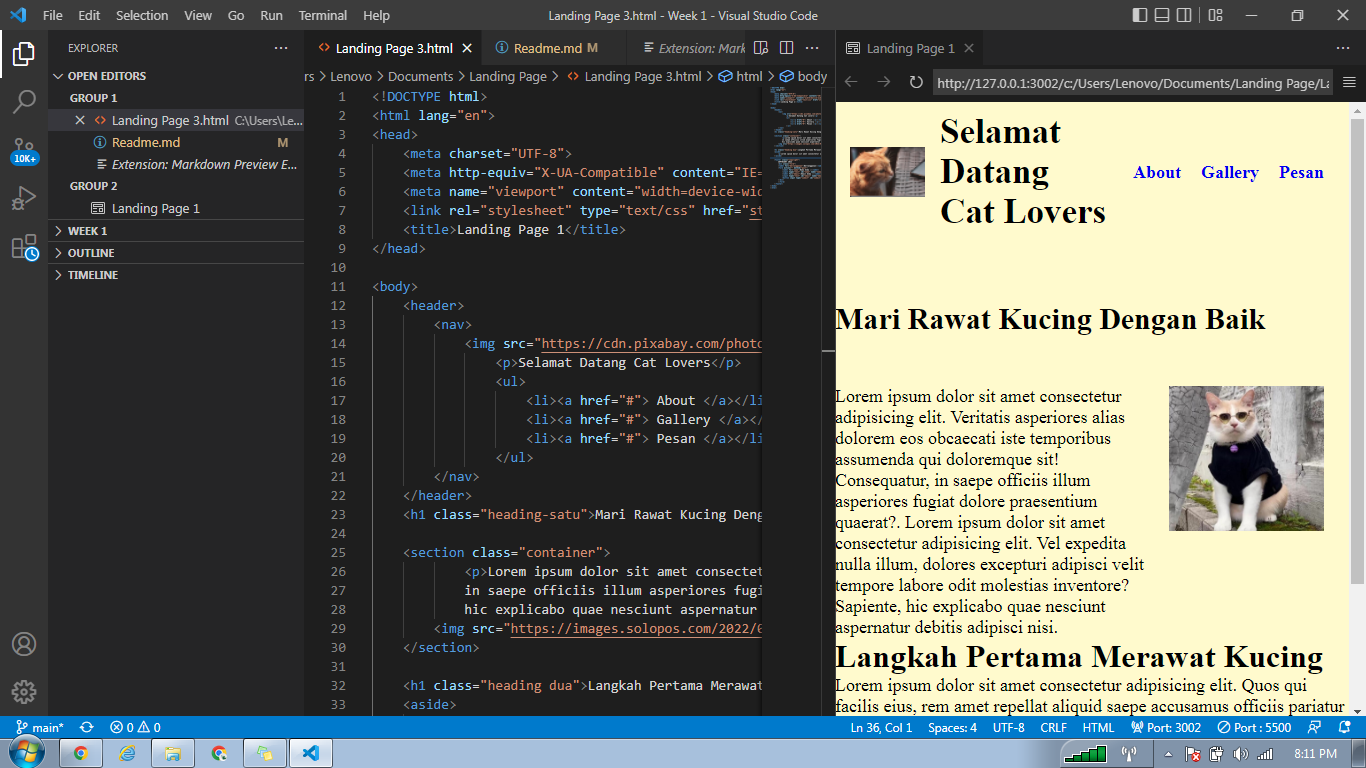 File Edit Selection View Go Run Terminal Help
Landing Page 3.html - Week 1 - Visual Studio Code
EXPLORER
OPEN EDITORS
GROUP 1
Landing Page 3.html C:\Users\Le...
Readme.md M
Extension: Markdown Preview E...
GROUP 2
Landing Page 1
WEEK 1
OUTLINE
TIMELINE
10K+
Landing Page 3.html
Readme.md M
Extension: Mark
rs > Lenovo > Documents > Landing Page > Landing Page 3.html > html > body
1 <!DOCTYPE html>
2 <html lang="en">
3 <head>
4 <meta charset="UTF-8">
5 <meta http-equiv="X-UA-Compatible" content="IE=
6 <meta name="viewport" content="width=device-wid
7 <link rel="stylesheet" type="text/css" href="st
8 <title>Landing Page 1</title>
9 </head>
10
11 <body>
12 <header>
13 <nav>
14 <img src="https://cdn.pixabay.com/photo
15 <p>Selamat Datang Cat Lovers</p>
16 <ul>
17 <li><a href="#"> About </a></li
18 <li><a href="#"> Gallery </a></
19 <li><a href="#"> Pesan </a></li
20 </ul>
21 </nav>
22 </header>
23 <h1 class="heading-satu">Mari Rawat Kucing Deng
24
25 <section class="container">
26 <p>Lorem ipsum dolor sit amet consectet
27 in saepe officiis illum asperiores fugi
28 hic explicabo quae nesciunt aspernatur
29 <img src="https://images.solopos.com/2022/0
30 </section>
31
32 <h1 class="heading dua">Langkah Pertama Merawat
33 <aside>
Landing Page 1
http://127.0.0.1:3002/c:/Users/Lenovo/Documents/Landing Page/La
Selamat
Datang
Cat Lovers
About Gallery Pesan
Mari Rawat Kucing Dengan Baik
Lorem ipsum dolor sit amet consectetur
adipisicing elit. Veritatis asperiores alias
dolorem eos obcaecati iste temporibus
assumenda qui doloremque sit!
Consequatur, in saepe officiis illum
asperiores fugiat dolore praesentium
quaerat?. Lorem ipsum dolor sit amet
consectetur adipisicing elit. Vel expedita
nulla illum, dolores excepturi adipisci velit
tempore labore odit molestias inventore?
Sapiente, hic explicabo quae nesciunt
aspernatur debitis adipisci nisi.
Langkah Pertama Merawat Kucing
Lorem ipsum dolor sit amet consectetur adipisicing elit. Quos qui
facilis eius, rem amet repellat aliquid saepe accusamus officiis pariatur
main* 0 0
Ln 36, Col 1 Spaces: 4 UTF-8 CRLF HTML Port: 3002 Port : 5500
8:11 PM